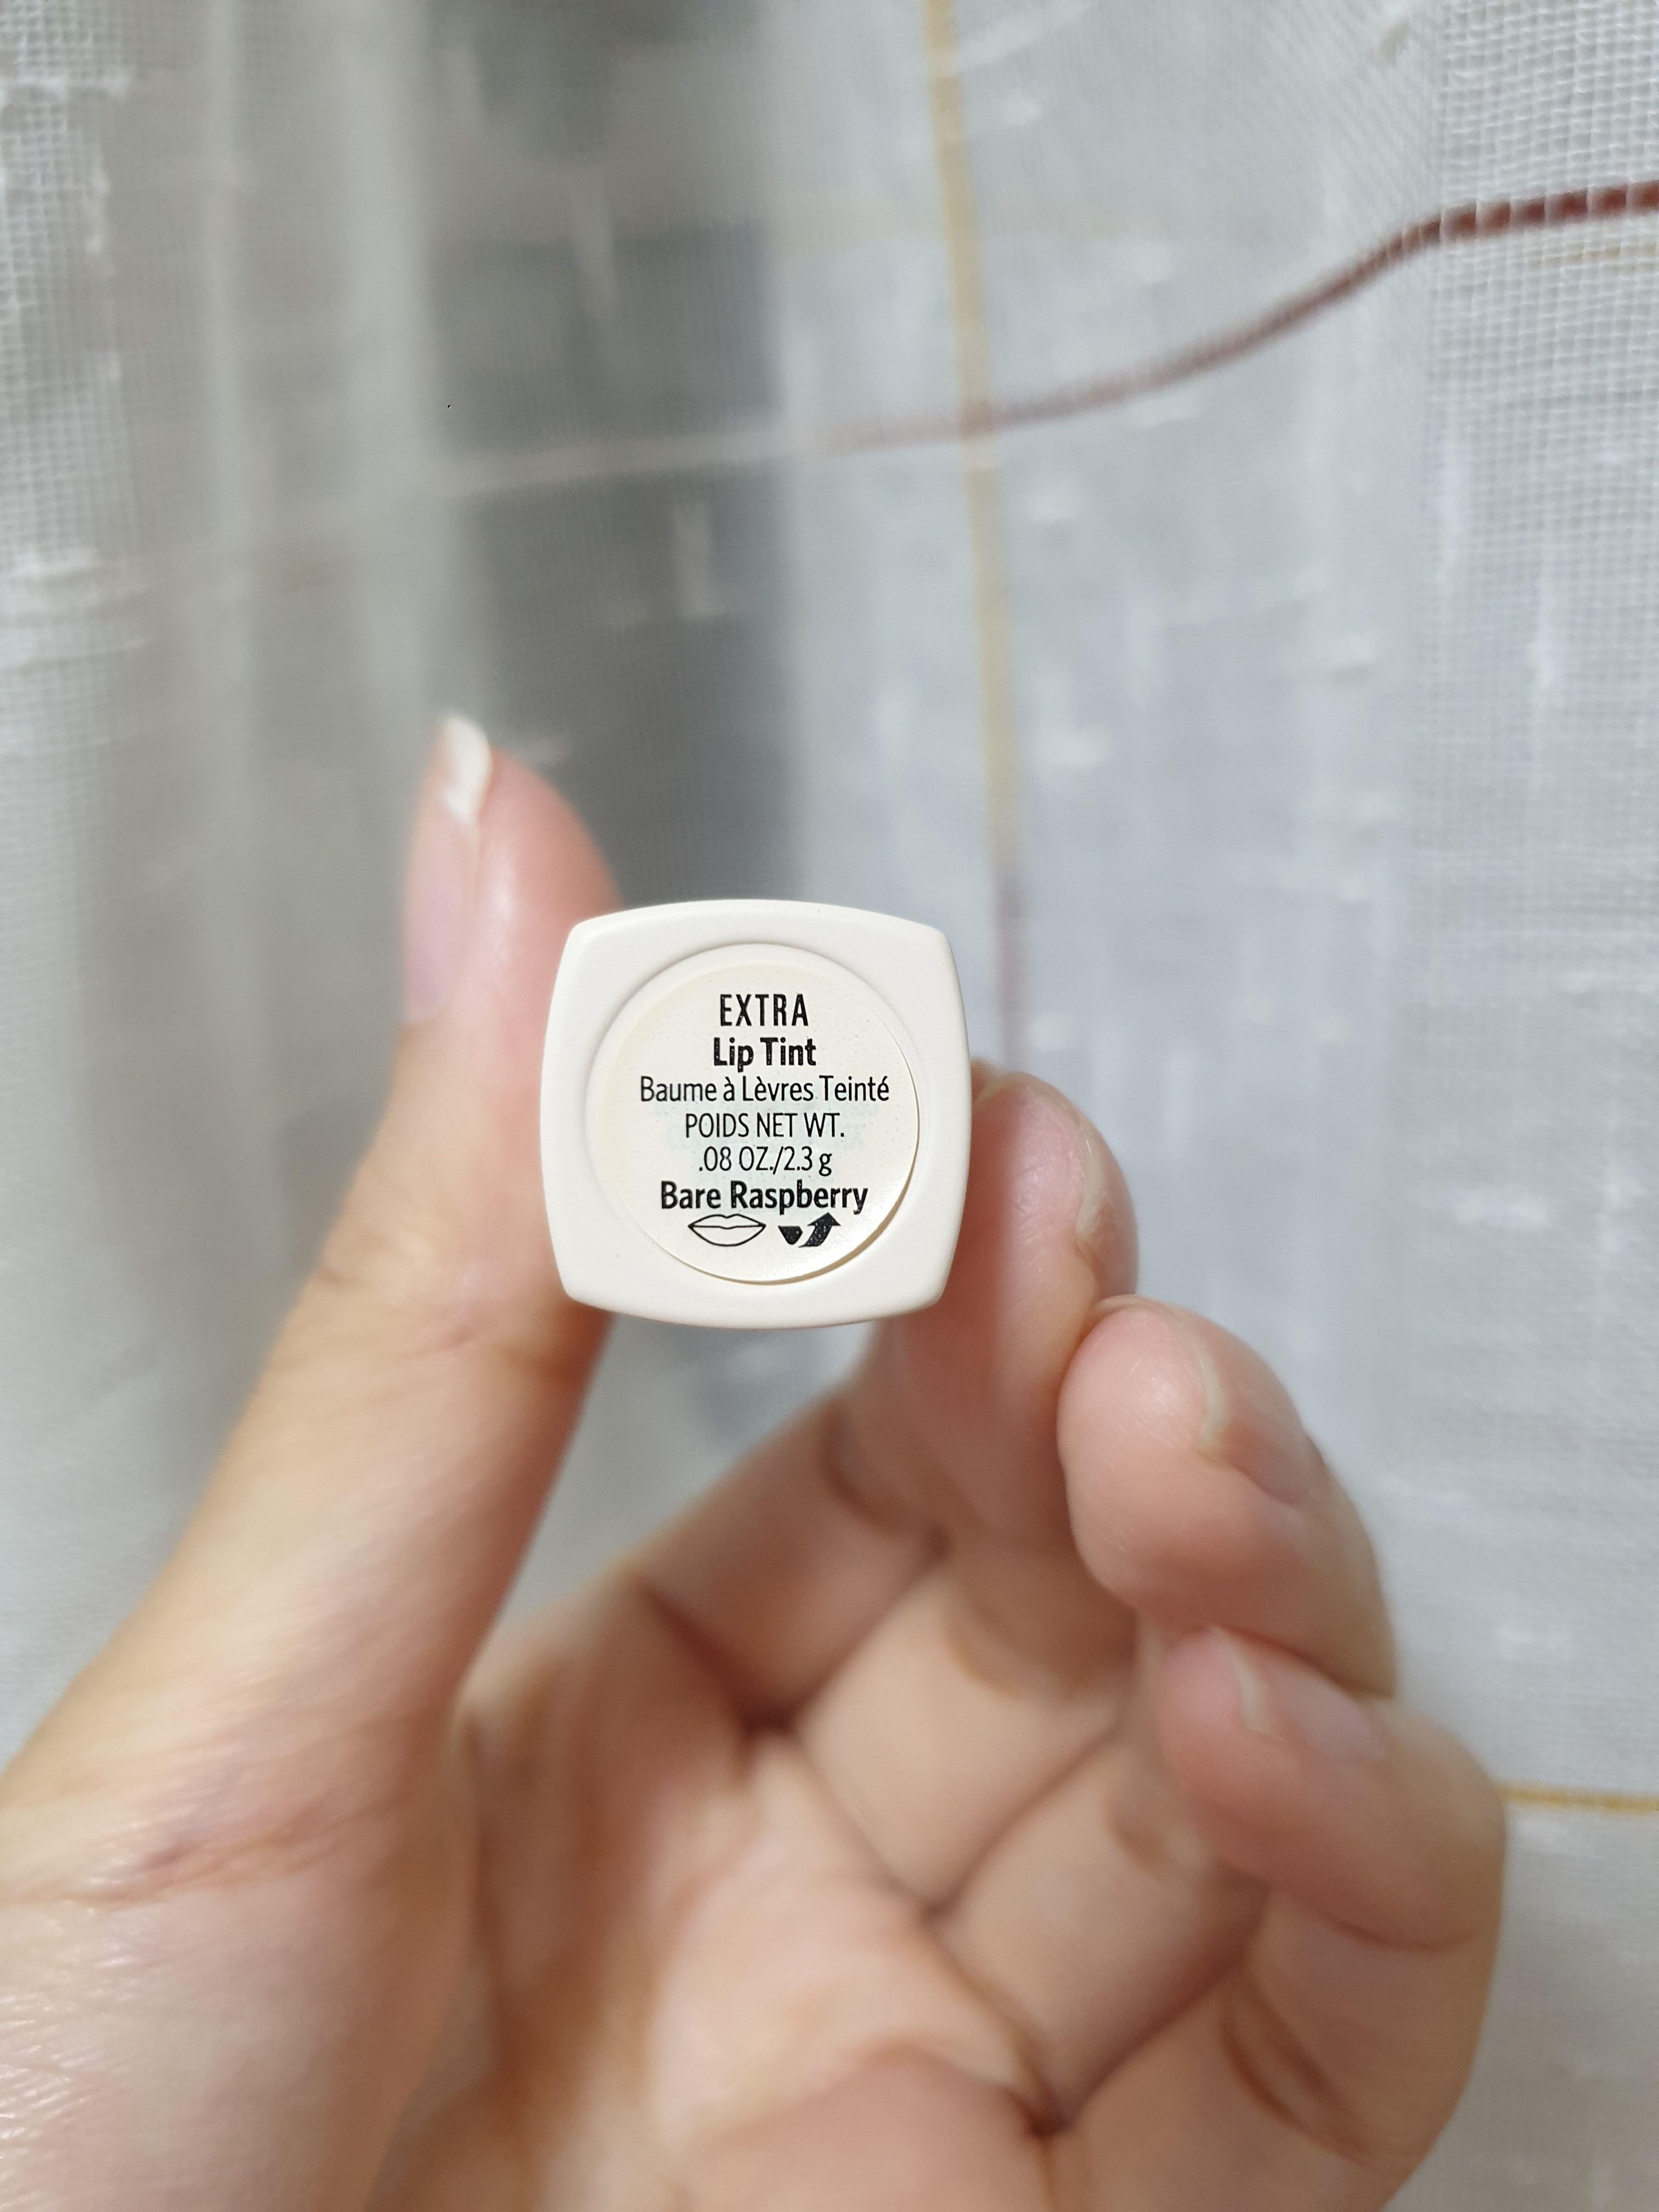 EXTRA
Lip Tint
Baume à Lèvres Teinté
POIDS NET WT.
.08 OZ./2.3 g
Bare Raspberry